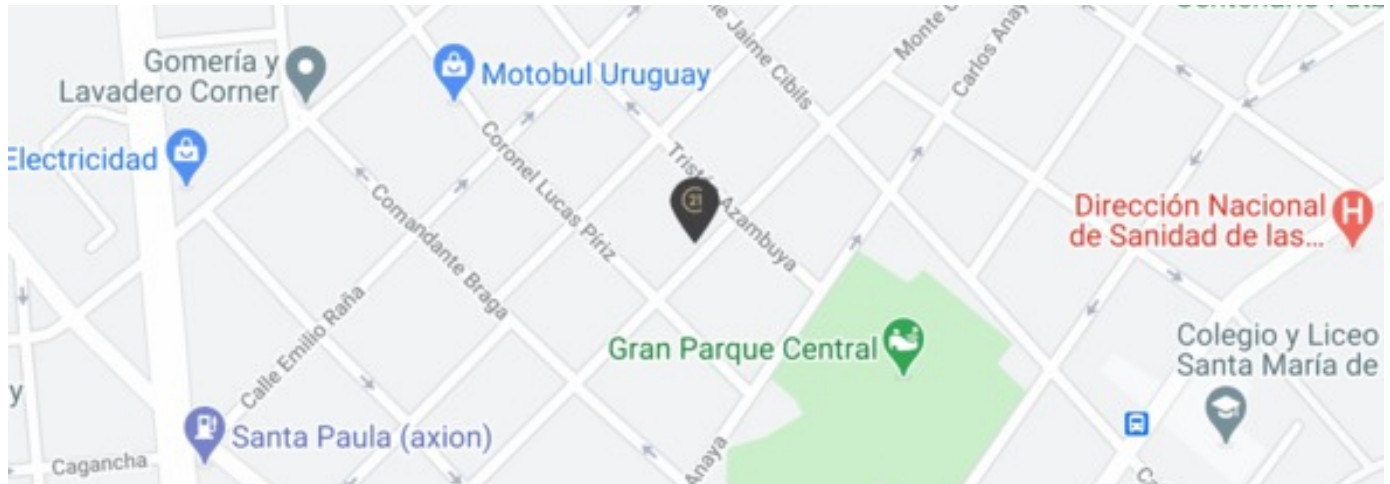 Gomería y
Lavadero Corner
Motobul Uruguay
Jaime Cibils
Monte
Carlos Anaya
Electricidad
Coronel Lucas Píriz
Tristán Azambuya
21
Comandante Braga
Dirección Nacional
de Sanidad de las...
H
Calle Emilio Raña
Gran Parque Central
Colegio y Liceo
Santa María de
y
Santa Paula (axion)
Cagancha
Anaya
Ca